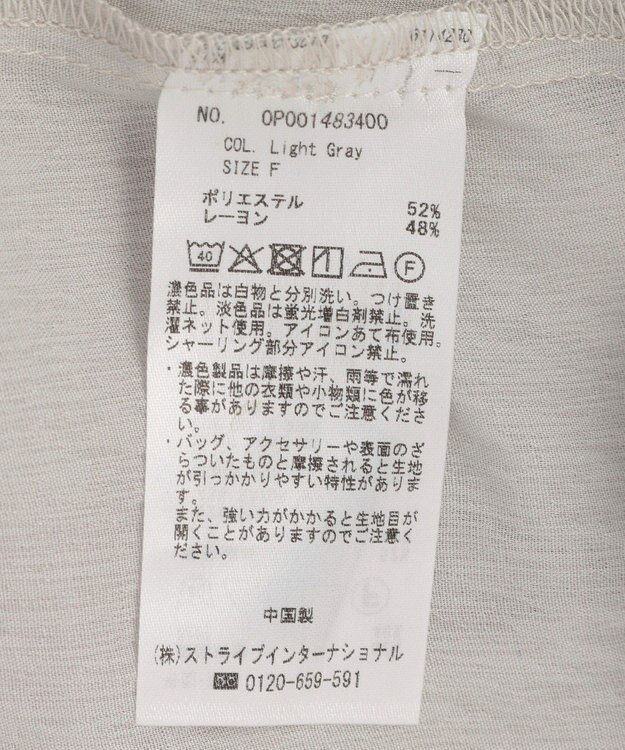 NO. 0P001483400
COL. Light Gray
SIZE F
ポリエステル 52%
レーヨン 48%
40 F
濃色品は白物と分別洗い。つけ置き
禁止。淡色品は蛍光増白剤禁止。洗
濯ネット使用。アイコンあて布使用。
シャーリング部分アイコン禁止。
・濃色製品は摩擦や汗、雨等で濡れ
た際に他の衣類や小物類に色が移
る事がありますのでご注意くださ
い。
・バッグ、アクセサリーや表面のざ
らついたものと摩擦されると生地
が引っかかりやすい特性がありま
す。
また、強い力がかかると生地目が
開くことがありますのでご注意く
ださい。
中国製
(株)ストライプインターナショナル
0120-659-591